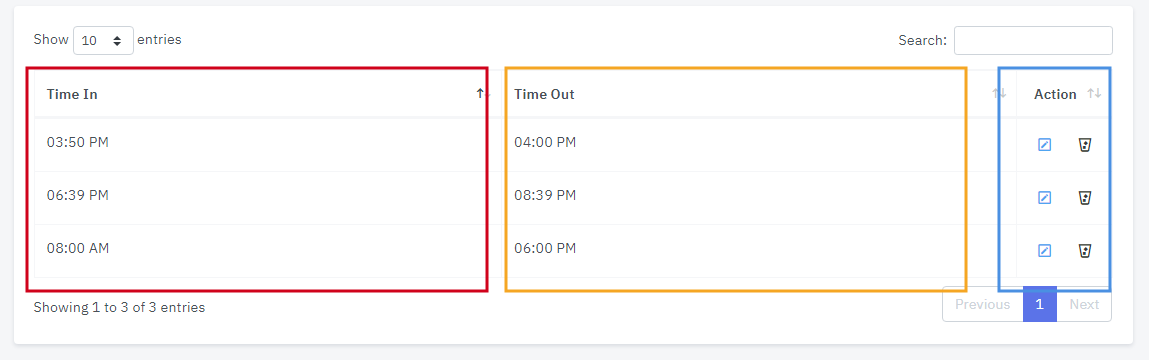 Show 10 entries Search:
Time In Time Out Action
03:50 PM 04:00 PM
06:39 PM 08:39 PM
08:00 AM 06:00 PM
Showing 1 to 3 of 3 entries Previous 1 Next